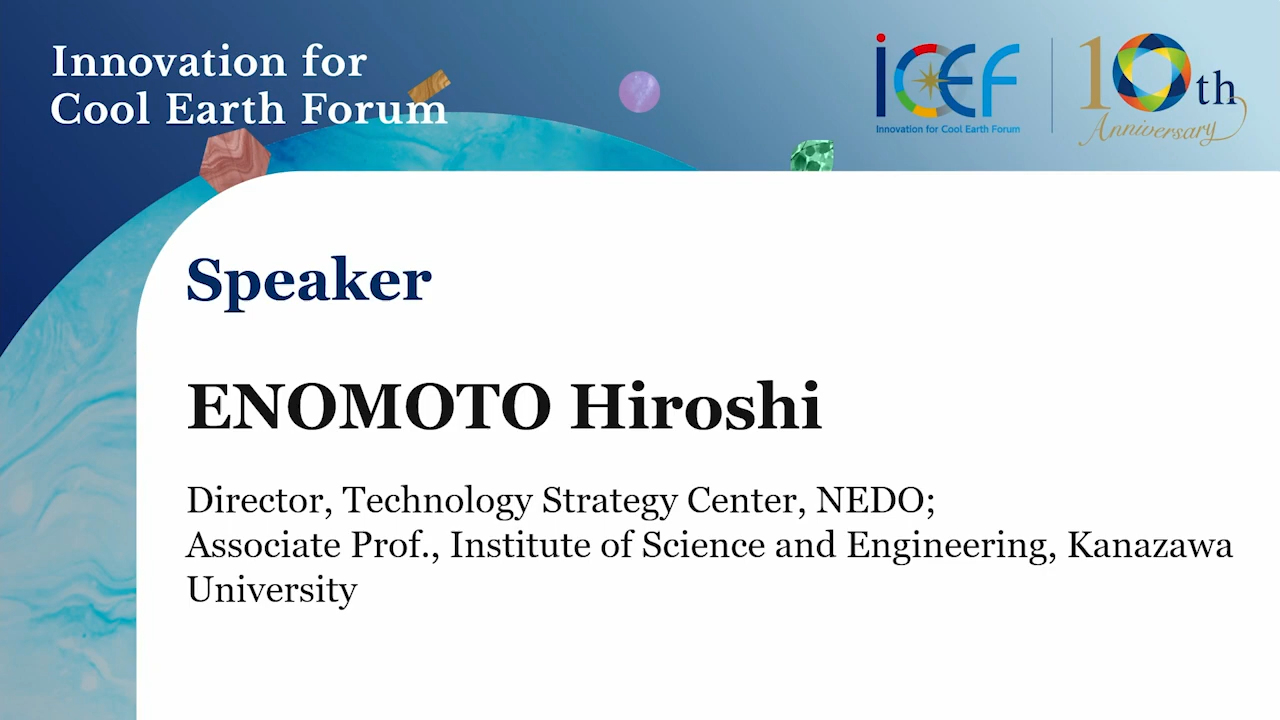 Innovation for
Cool Earth Forum
iCEF
Innovation for Cool Earth Forum
10th
Anniversary
Speaker
ENOMOTO Hiroshi
Director, Technology Strategy Center, NEDO;
Associate Prof., Institute of Science and Engineering, Kanazawa
University